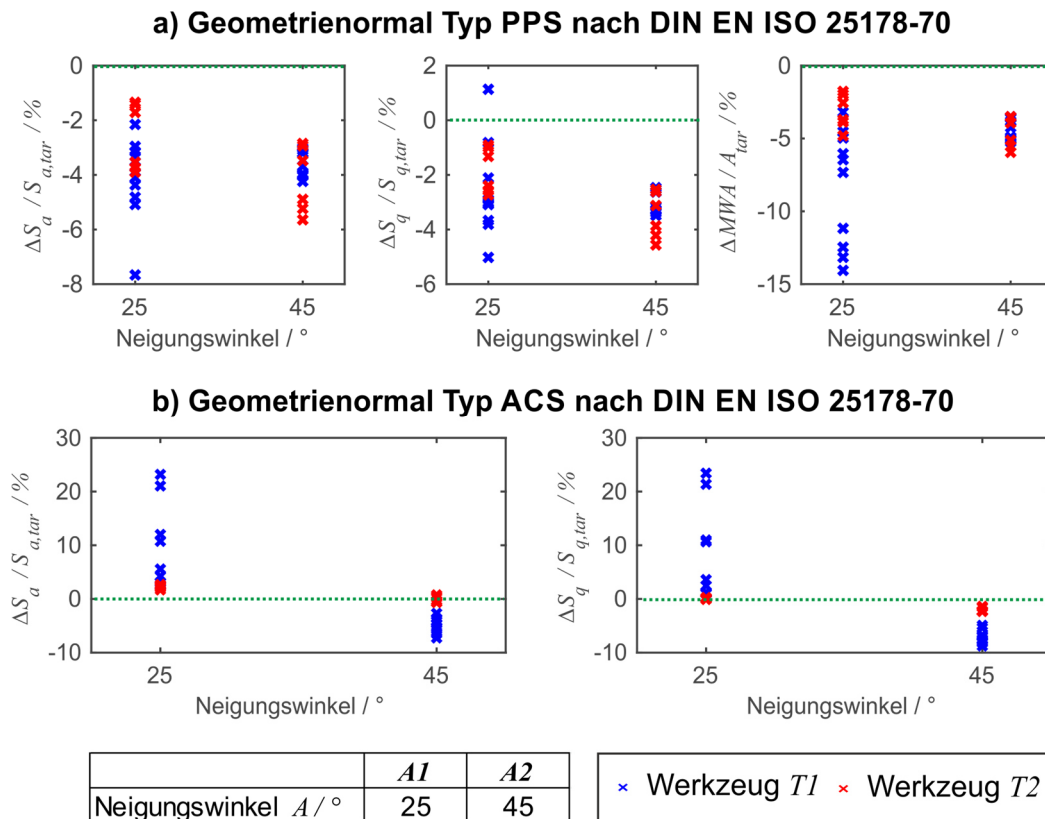 a) Geometrienormal Typ PPS nach DIN EN ISO 25178-70
ΔS_a / S_a,tar / %
0
-2
-4
-6
-8
25 45
Neigungswinkel / °
ΔS_q / S_q,tar / %
2
0
-2
-4
-6
25 45
Neigungswinkel / °
ΔMWA / A_tar / %
0
-5
-10
-15
25 45
Neigungswinkel / °
b) Geometrienormal Typ ACS nach DIN EN ISO 25178-70
ΔS_a / S_a,tar / %
30
20
10
0
-10
25 45
Neigungswinkel / °
ΔS_q / S_q,tar / %
30
20
10
0
-10
25 45
Neigungswinkel / °
A1 A2
Neigungswinkel A / ° 25 45
× Werkzeug T1 × Werkzeug T2